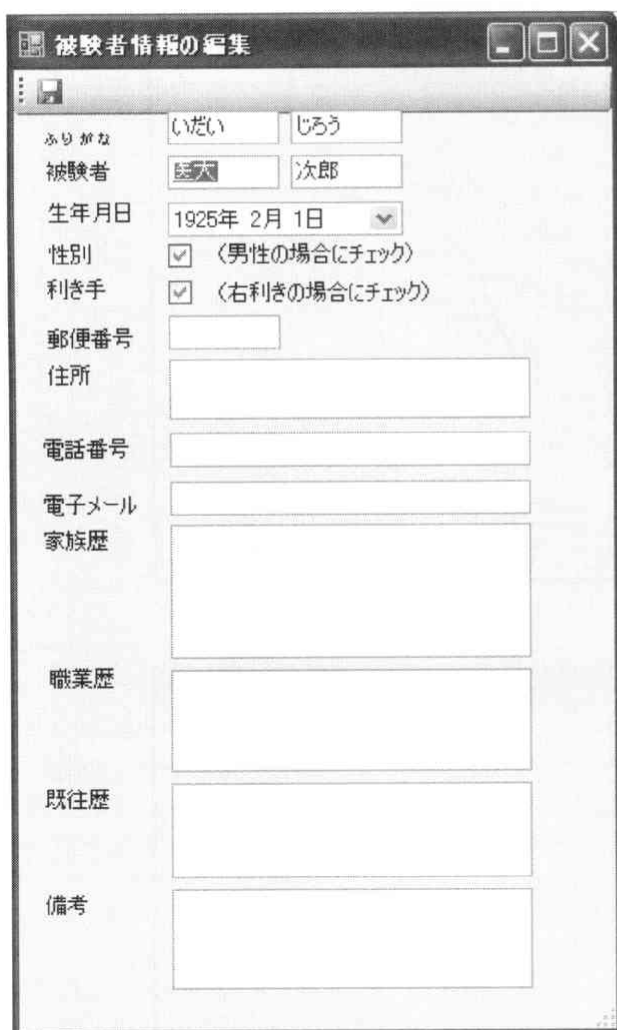 被験者情報の編集
ふりがな いだい じろう
被験者 医大 次郎
生年月日 1925年 2月 1日
性別 (男性の場合にチェック)
利き手 (右利きの場合にチェック)
郵便番号
住所
電話番号
電子メール
家族歴
職業歴
既往歴
備考